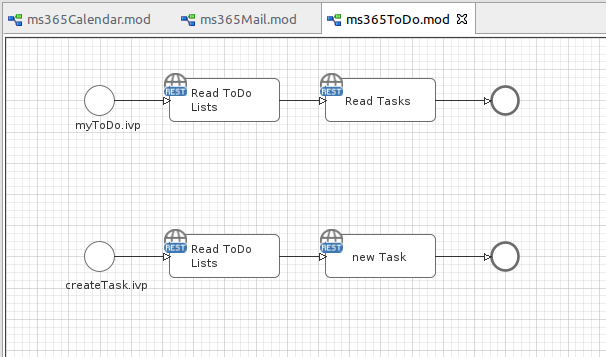 ms365Calendar.mod ms365Mail.mod ms365ToDo.mod
REST Read ToDo
Lists
REST Read Tasks
myToDo.ivp
REST Read ToDo
Lists
REST new Task
createTask.ivp